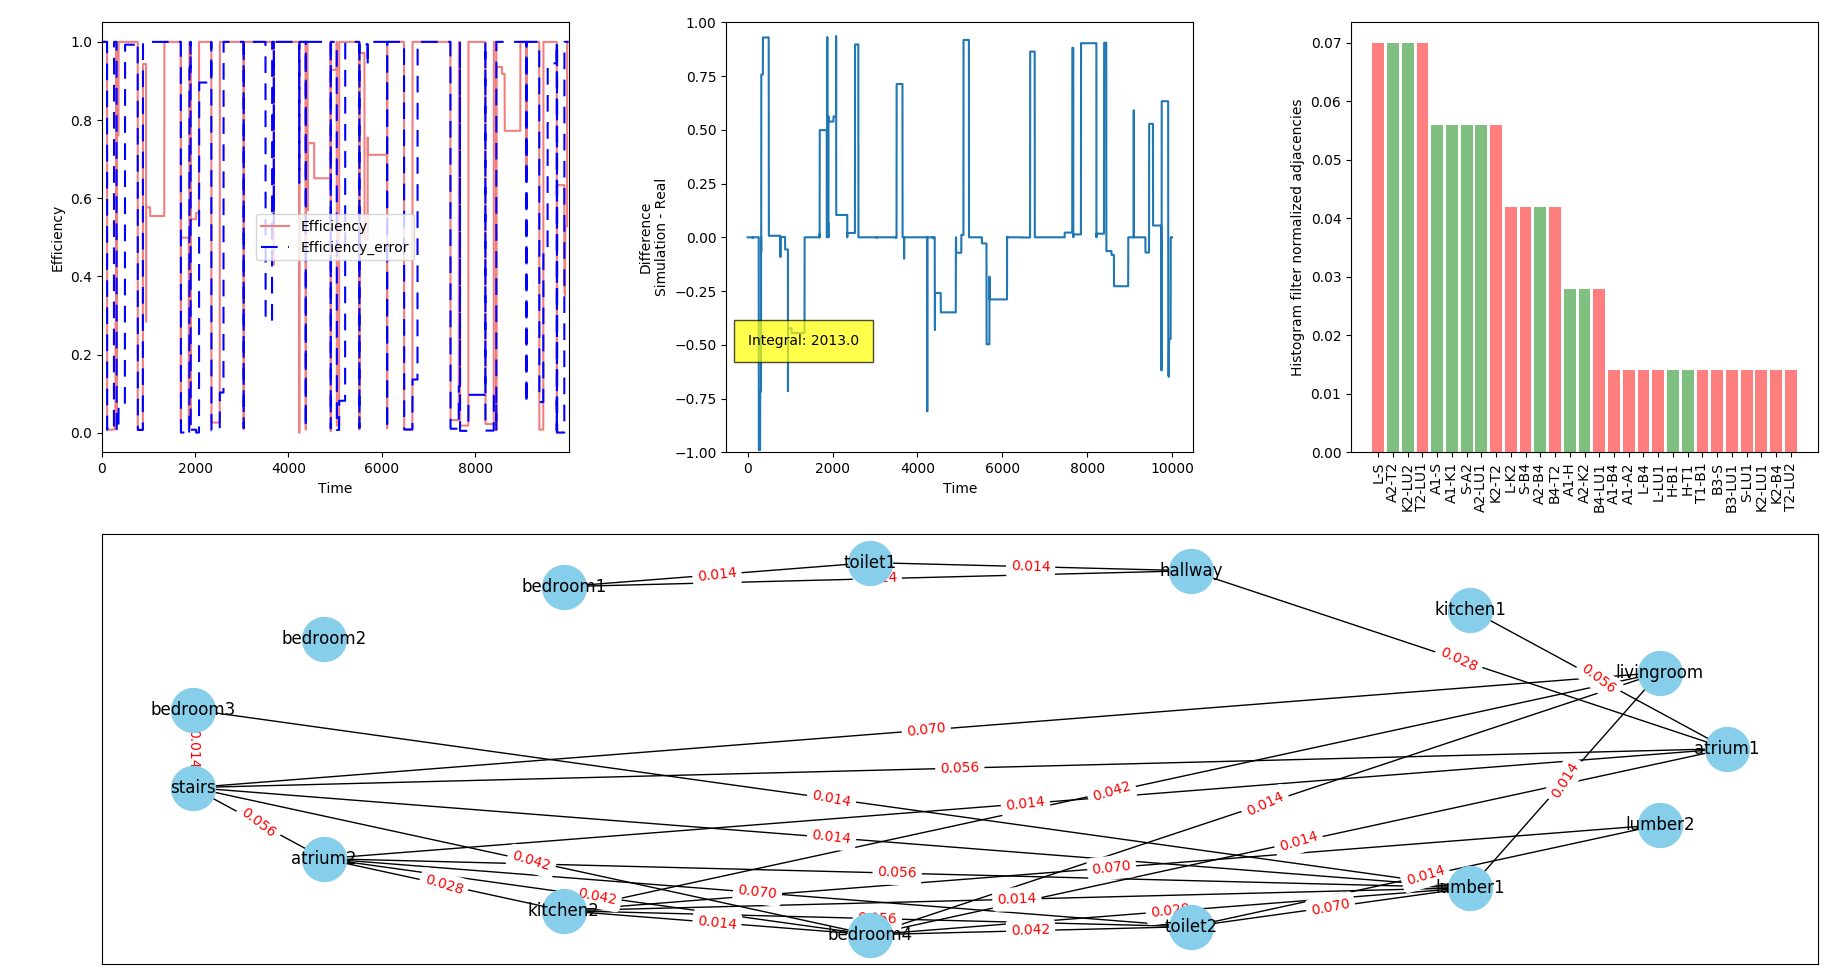 1.0
0.8
0.6
0.4
0.2
0.0
Efficiency
0
2000
4000
6000
8000
Time
Efficiency
Efficiency_error
1.00
0.75
0.50
0.25
0.00
−0.25
−0.50
−0.75
−1.00
Difference
Simulation - Real
Integral: 2013.0
0
2000
4000
6000
8000
10000
Time
0.07
0.06
0.05
0.04
0.03
0.02
0.01
0.00
Histogram filter normalized adjacencies
L-S
A2-T2
K2-LU2
T2-LU1
A1-S
A1-K1
S-A2
A2-LU1
K2-T2
L-K2
S-B4
A2-B4
B4-T2
A1-H
A2-K2
B4-LU1
A1-B4
A1-A2
L-B4
L-LU1
H-B1
H-T1
T1-B1
B3-S
B3-LU1
S-LU1
K2-LU1
K2-B4
T2-LU2
toilet1
hallway
bedroom1
kitchen1
bedroom2
livingroom
bedroom3
atrium1
stairs
lumber2
atrium2
lumber1
kitchen2
toilet2
bedroom4
0.014
0.014
0.028
0.056
0.070
0.014
0.056
0.014
0.042
0.014
0.014
0.014
0.056
0.014
0.014
0.042
0.056
0.070
0.014
0.028
0.042
0.070
0.014
0.070
0.014
0.042